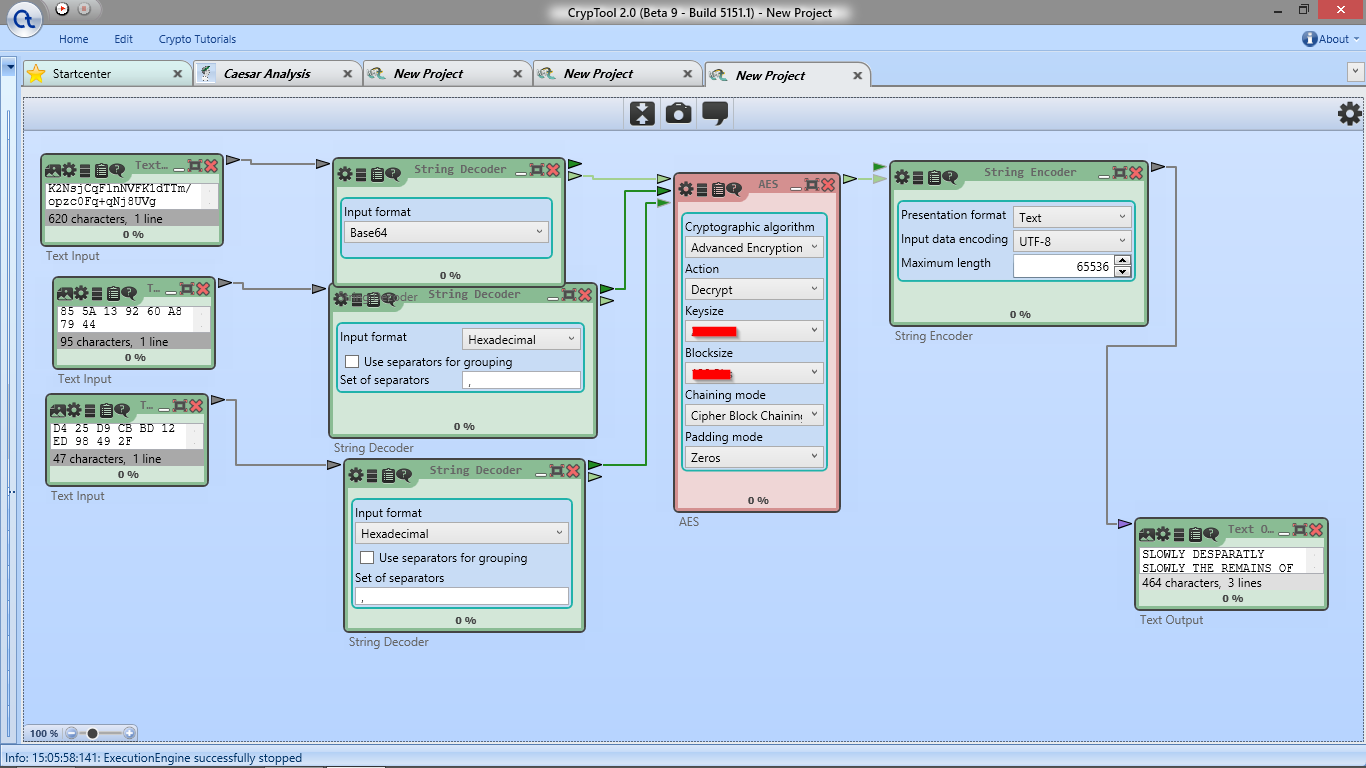 CrypTool 2.0 (Beta 9 - Build 5151.1) - New Project
Home Edit Crypto Tutorials About
Startcenter Caesar Analysis New Project New Project New Project
Text...
K2NsjCqFlnNVFK1dTTm/
opzc0Fq+qNj8UVg
620 characters, 1 line
0 %
Text Input
String Decoder
Input format
Base64
0 %
T...
85 5A 13 92 60 A8
79 44
95 characters, 1 line
0 %
Text Input
String Decoder
Input format Hexadecimal
Use separators for grouping
Set of separators ,
0 %
String Decoder
T...
D4 25 D9 CB BD 12
ED 98 49 2F
47 characters, 1 line
0 %
Text Input
String Decoder
Input format
Hexadecimal
Use separators for grouping
Set of separators
,
0 %
String Decoder
AES
Cryptographic algorithm
Advanced Encryption
Action
Decrypt
Keysize
Blocksize
Chaining mode
Cipher Block Chaining
Padding mode
Zeros
0 %
AES
String Encoder
Presentation format Text
Input data encoding UTF-8
Maximum length 65536
0 %
String Encoder
Text O...
SLOWLY DESPARATLY
SLOWLY THE REMAINS OF
464 characters, 3 lines
0 %
Text Output
100 %
Info: 15:05:58:141: ExecutionEngine successfully stopped